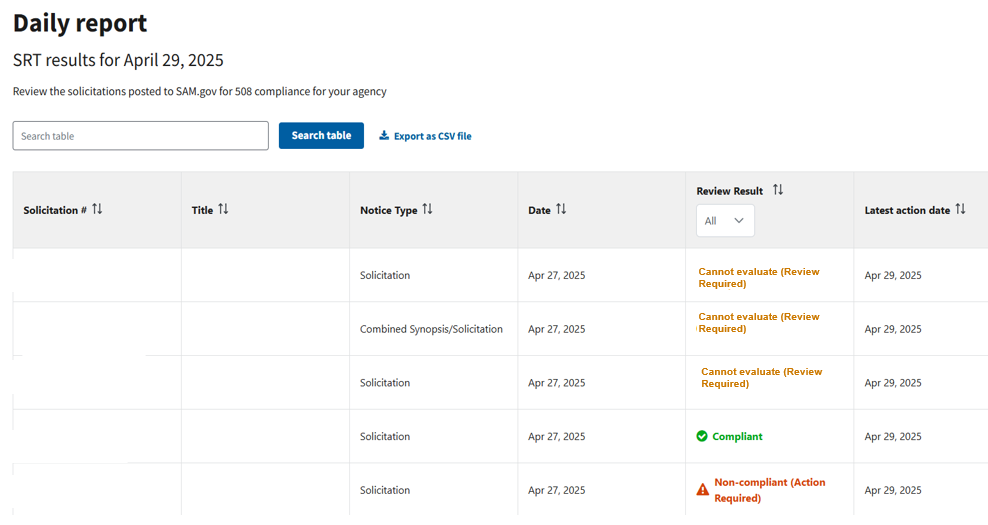 Daily report
SRT results for April 29, 2025
Review the solicitations posted to SAM.gov for 508 compliance for your agency
Search table Search table Export as CSV file
Solicitation # Title Notice Type Date Review Result Latest action date
All
Solicitation Apr 27, 2025 Cannot evaluate (Review Required) Apr 29, 2025
Combined Synopsis/Solicitation Apr 27, 2025 Cannot evaluate (Review Required) Apr 29, 2025
Solicitation Apr 27, 2025 Cannot evaluate (Review Required) Apr 29, 2025
Solicitation Apr 27, 2025 Compliant Apr 29, 2025
Solicitation Apr 27, 2025 Non-compliant (Action Required) Apr 29, 2025